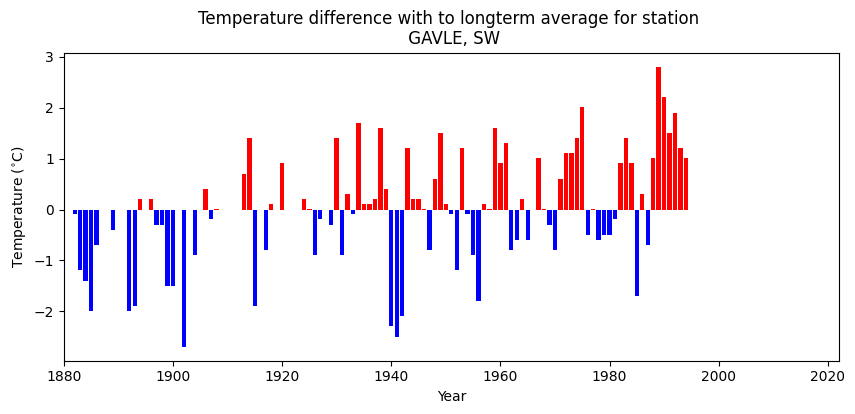 Temperature difference with to longterm average for station
GAVLE, SW
Temperature (°C)
3
2
1
0
−1
−2
1880 1900 1920 1940 1960 1980 2000 2020
Year